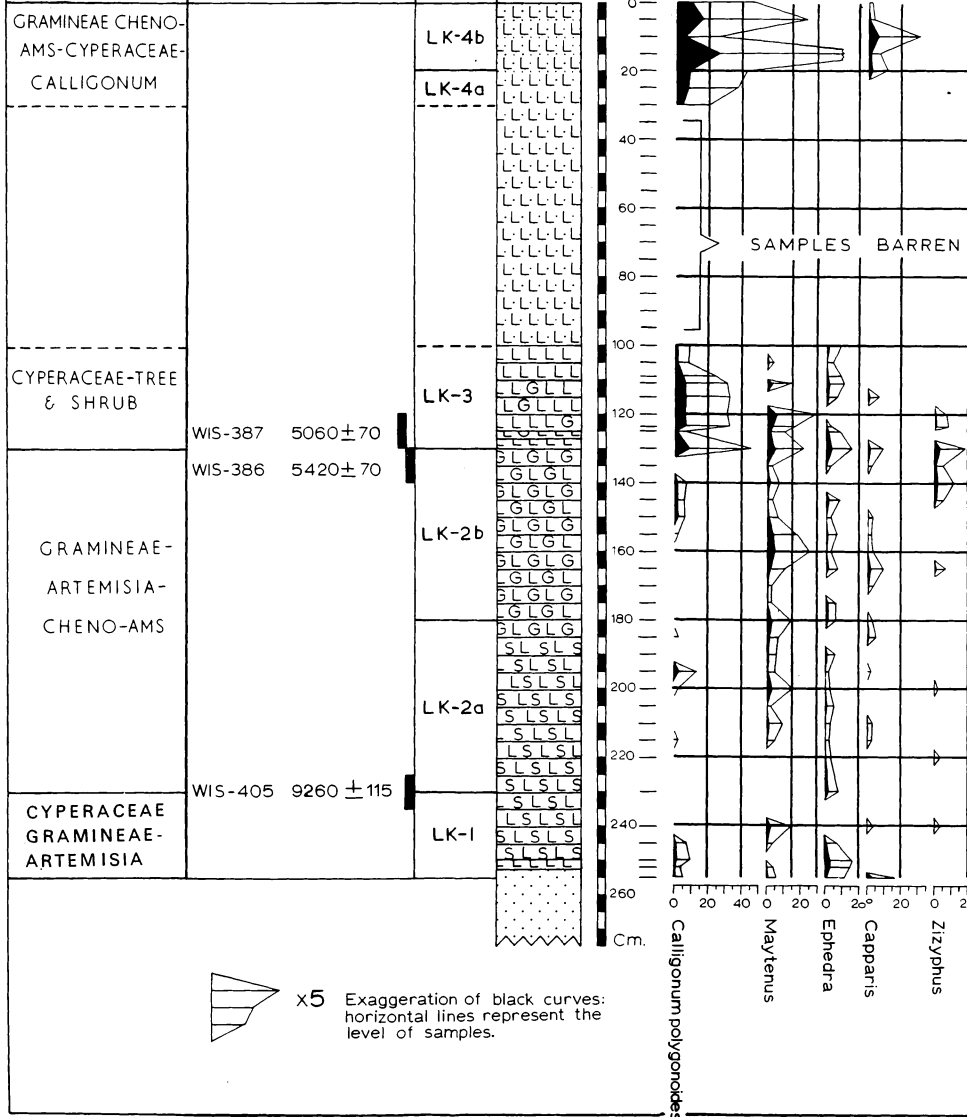 GRAMINEAE CHENO-
AMS-CYPERACEAE-
CALLIGONUM
CYPERACEAE-TREE
& SHRUB
GRAMINEAE-
ARTEMISIA-
CHENO-AMS
CYPERACEAE
GRAMINEAE-
ARTEMISIA
WIS-387 5060 ± 70
WIS-386 5420 ± 70
WIS-405 9260 ± 115
LK-4b
LK-4a
LK-3
LK-2b
LK-2a
LK-1
0
20
40
60
80
100
120
140
160
180
200
220
240
260
Cm.
SAMPLES BARREN
0 20 40
0 20
0 20
0 20
0 2
Calligonum polygonoides
Maytenus
Ephedra
Capparis
Zizyphus
x5 Exaggeration of black curves:
horizontal lines represent the
level of samples.